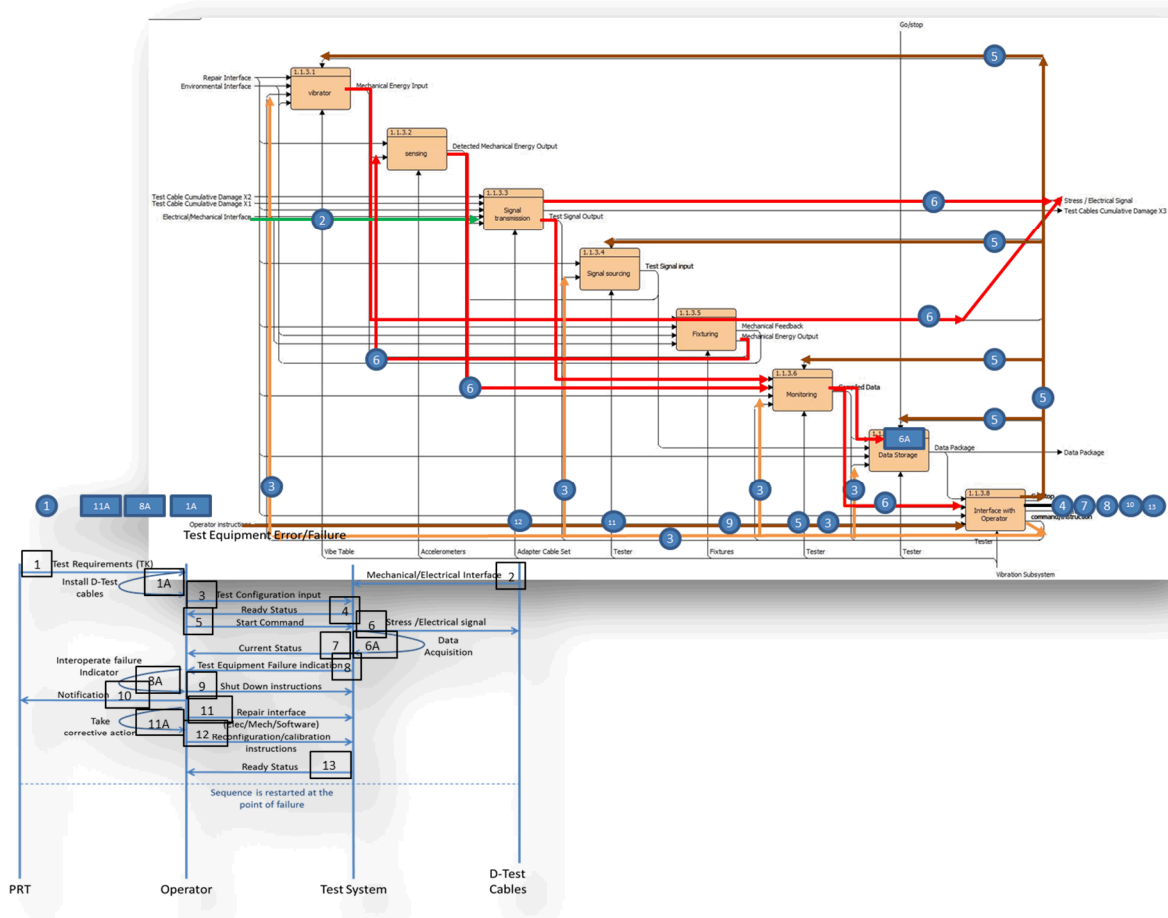 Go/stop
5
1.1.3.1
Repair Interface
Environmental Interface
vibrator
Mechanical Energy Input
1.1.3.2
sensing
Detected Mechanical Energy Output
1.1.3.3
Test Cable Cumulative Damage X2
Test Cable Cumulative Damage X1
Electrical/Mechanical Interface
2
Signal
transmission
Test Signal Output
6
Stress / Electrical Signal
Test Cables Cumulative Damage X3
5
1.1.3.4
Signal sourcing
Test Signal input
1.1.3.5
Fixturing
Mechanical Feedback
Mechanical Energy Output
6
6
6
5
1.1.3.6
Monitoring
Data
5
5
6A
Data Storage
Data Package
Data Package
3
3
3
3
6
1.1.3.8
Interface with
Operator
command/instruction
4
7
8
10
13
1
11A
8A
1A
Operator instructions
12
11
9
5
3
3
Tester
Test Equipment Error/Failure
Vibe Table
Accelerometers
Adapter Cable Set
Tester
Fixtures
Tester
Tester
Vibration Subsystem
1
Test Requirements (TK)
Mechanical/Electrical Interface
2
Install D-Test
cables
1A
3
Test Configuration input
Ready Status
4
5
Start Command
6
Stress /Electrical signal
Current Status
7
6A
Data
Acquisition
Test Equipment Failure indication
8
Interoperate failure
Indicator
8A
9
Shut Down instructions
Notification
10
11
Repair interface
(Elec/Mech/Software)
Take
corrective action
11A
12
Reconfiguration/calibration
instructions
Ready Status
13
Sequence is restarted at the
point of failure
PRT
Operator
Test System
D-Test
Cables